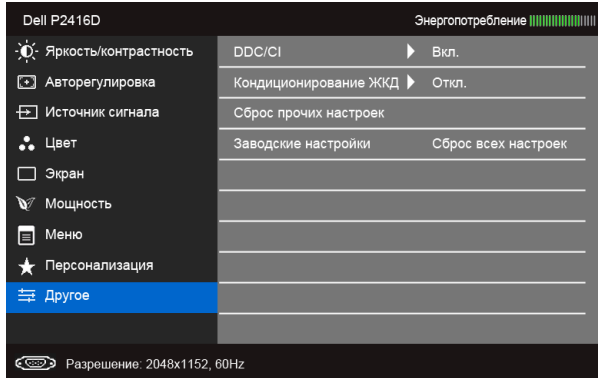 Dell P2416D Энергопотребление
Яркость/контрастность DDC/CI Вкл.
Авторегулировка Кондиционирование ЖКД Откл.
Источник сигнала Сброс прочих настроек
Цвет Заводские настройки Сброс всех настроек
Экран
Мощность
Меню
Персонализация
Другое
Разрешение: 2048x1152, 60Hz